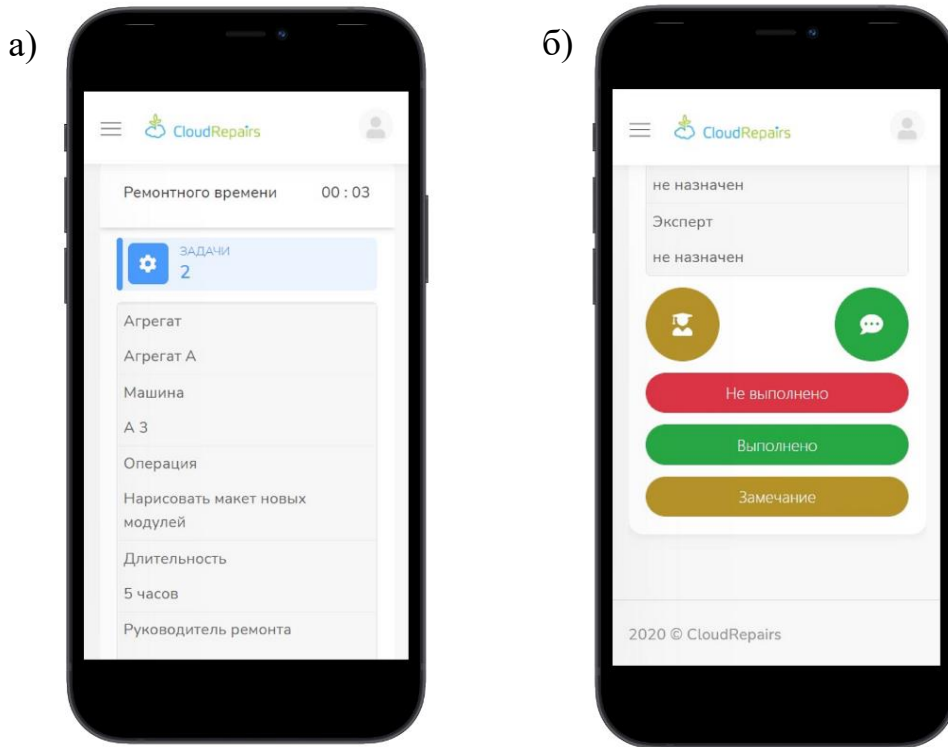 а)
CloudRepairs
Ремонтного времени 00 : 03
ЗАДАЧИ
2
Агрегат
Агрегат А
Машина
А 3
Операция
Нарисовать макет новых
модулей
Длительность
5 часов
Руководитель ремонта
б)
CloudRepairs
не назначен
Эксперт
не назначен
Не выполнено
Выполнено
Замечание
2020 © CloudRepairs